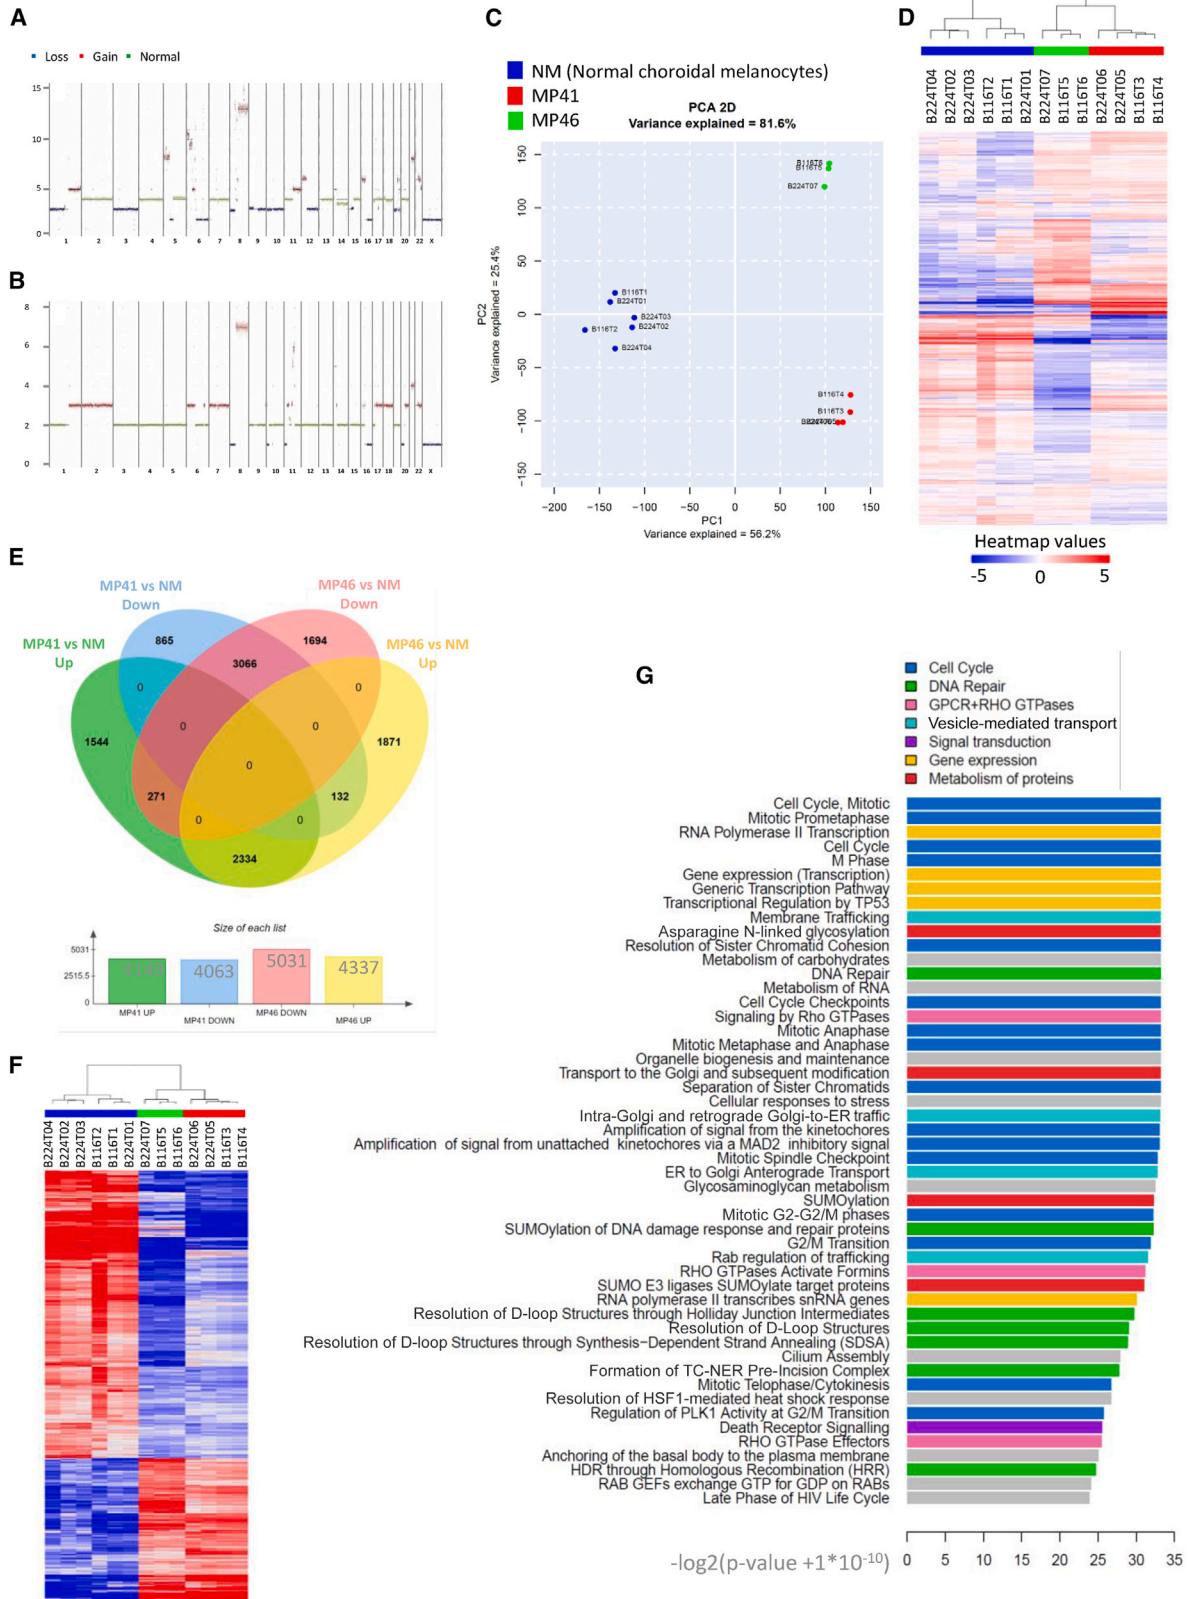 A
Loss Gain Normal
15
10
5
0
1 2 3 4 5 6 7 8 9 10 11 12 13 14 15 16 17 18 20 22 X
B
8
6
4
2
0
1 2 3 4 5 6 7 8 9 10 11 12 13 14 15 16 17 18 20 22 X
C
NM (Normal choroidal melanocytes)
MP41
MP46
PCA 2D
Variance explained = 81.6%
PC2
Variance explained = 25.4%
150
100
50
0
−50
−100
−150
B116T6
B116T5
B224T07
B116T1
B224T01
B224T03
B116T2
B224T02
B224T04
B116T4
B116T3
−200 −150 −100 −50 0 50 100 150
PC1
Variance explained = 56.2%
D
B224T04 B224T02 B224T03 B116T2 B116T1 B224T01 B224T07 B116T5 B116T6 B224T06 B224T05 B116T3 B116T4
Heatmap values
-5 0 5
E
MP41 vs NM
Down
MP46 vs NM
Down
MP41 vs NM
Up
MP46 vs NM
Up
865
1694
3066
0
0
0
0
1544
1871
0
271
132
0
0
2334
Size of each list
5031
2515.5
0
4063
5031
4337
MP41 UP
MP41 DOWN
MP46 DOWN
MP46 UP
F
B224T04 B224T02 B224T03 B116T2 B116T1 B224T01 B224T07 B116T5 B116T6 B224T06 B224T05 B116T3 B116T4
G
Cell Cycle
DNA Repair
GPCR+RHO GTPases
Vesicle-mediated transport
Signal transduction
Gene expression
Metabolism of proteins
Cell Cycle, Mitotic
Mitotic Prometaphase
RNA Polymerase II Transcription
Cell Cycle
M Phase
Gene expression (Transcription)
Generic Transcription Pathway
Transcriptional Regulation by TP53
Membrane Trafficking
Asparagine N-linked glycosylation
Resolution of Sister Chromatid Cohesion
Metabolism of carbohydrates
DNA Repair
Metabolism of RNA
Cell Cycle Checkpoints
Signaling by Rho GTPases
Mitotic Anaphase
Mitotic Metaphase and Anaphase
Organelle biogenesis and maintenance
Transport to the Golgi and subsequent modification
Separation of Sister Chromatids
Cellular responses to stress
Intra-Golgi and retrograde Golgi-to-ER traffic
Amplification of signal from the kinetochores
Amplification of signal from unattached kinetochores via a MAD2 inhibitory signal
Mitotic Spindle Checkpoint
ER to Golgi Anterograde Transport
Glycosaminoglycan metabolism
SUMOylation
Mitotic G2-G2/M phases
SUMOylation of DNA damage response and repair proteins
G2/M Transition
Rab regulation of trafficking
RHO GTPases Activate Formins
SUMO E3 ligases SUMOylate target proteins
RNA polymerase II transcribes snRNA genes
Resolution of D-loop Structures through Holliday Junction Intermediates
Resolution of D-Loop Structures
Resolution of D-loop Structures through Synthesis−Dependent Strand Annealing (SDSA)
Cilium Assembly
Formation of TC-NER Pre-Incision Complex
Mitotic Telophase/Cytokinesis
Resolution of HSF1-mediated heat shock response
Regulation of PLK1 Activity at G2/M Transition
Death Receptor Signalling
RHO GTPase Effectors
Anchoring of the basal body to the plasma membrane
HDR through Homologous Recombination (HRR)
RAB GEFs exchange GTP for GDP on RABs
Late Phase of HIV Life Cycle
-log2(p-value +1*10-10)
0 5 10 15 20 25 30 35